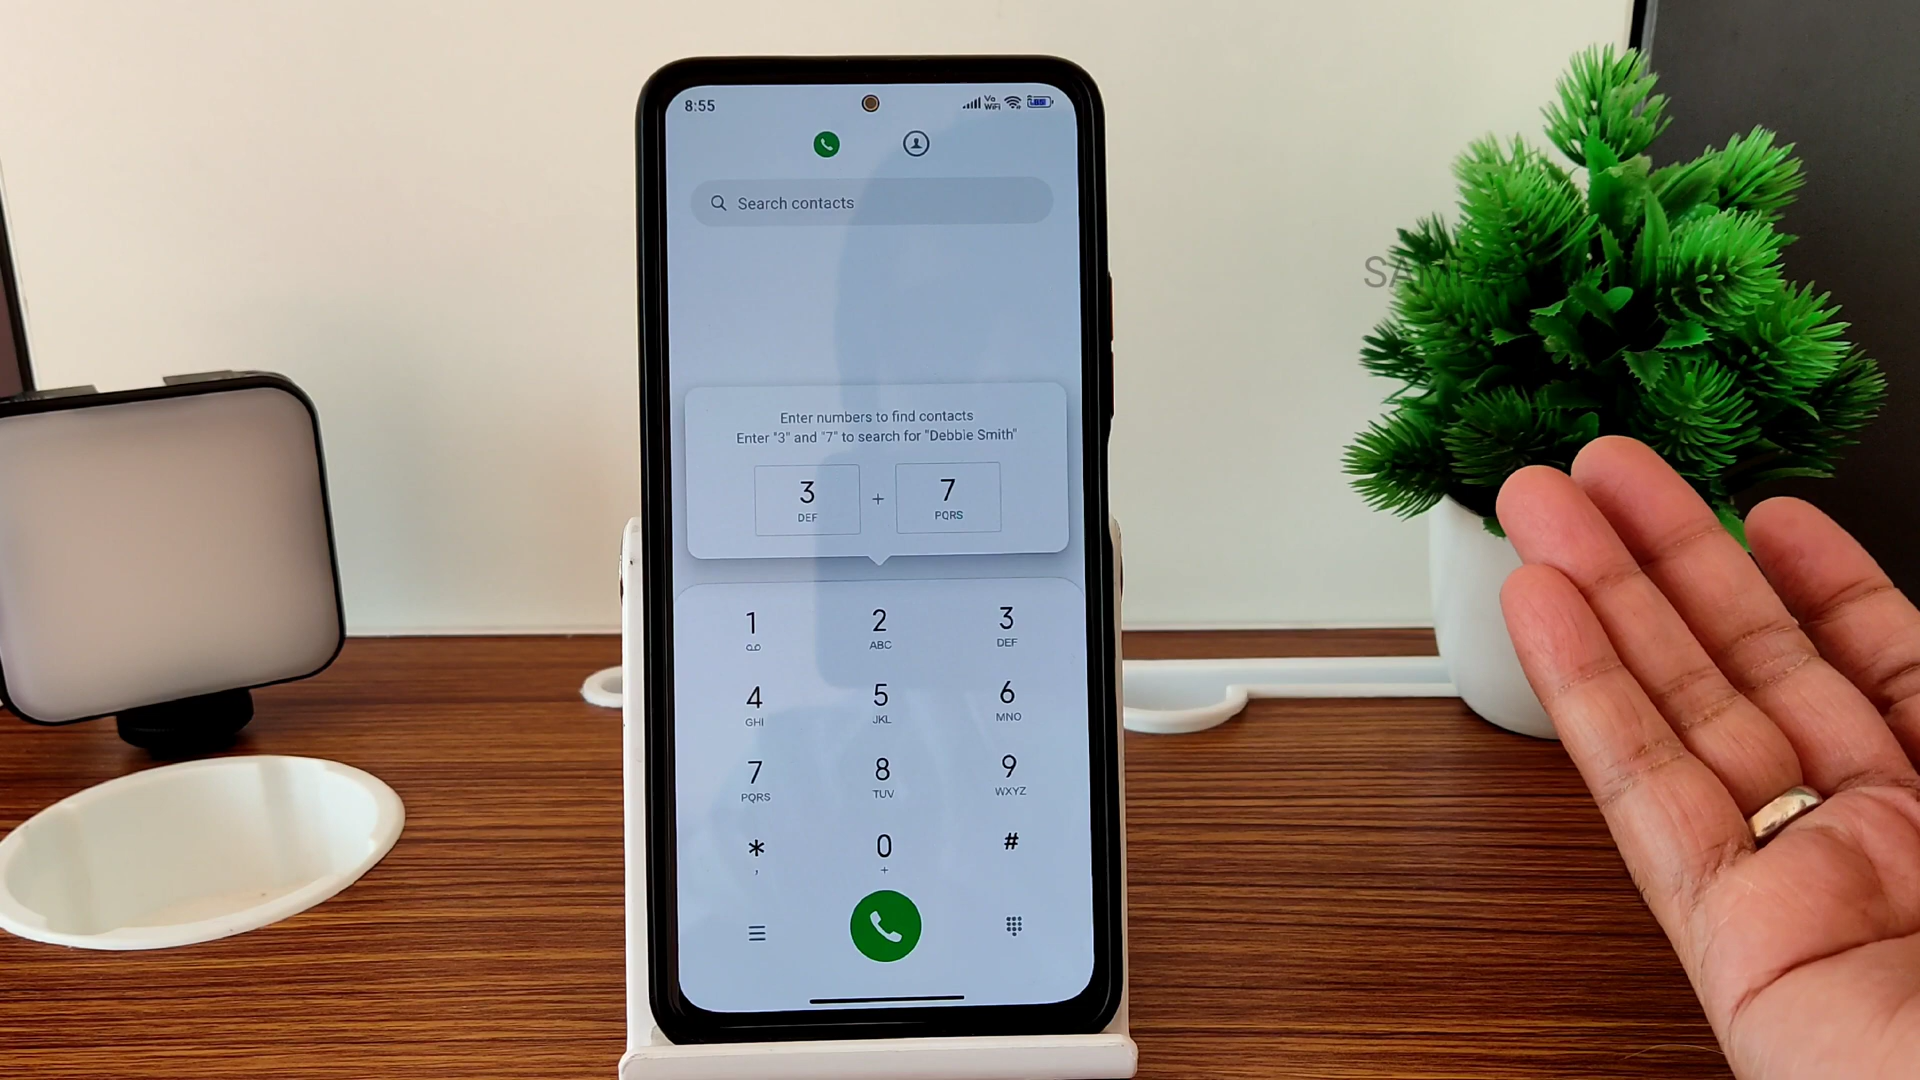 8:55
Vo
WiFi
Search contacts
Enter numbers to find contacts
Enter "3" and "7" to search for "Debbie Smith"
3 + 7
DEF PQRS
1 2 3
ABC DEF
4 5 6
GHI JKL MNO
7 8 9
PQRS TUV WXYZ
* 0 #
, +